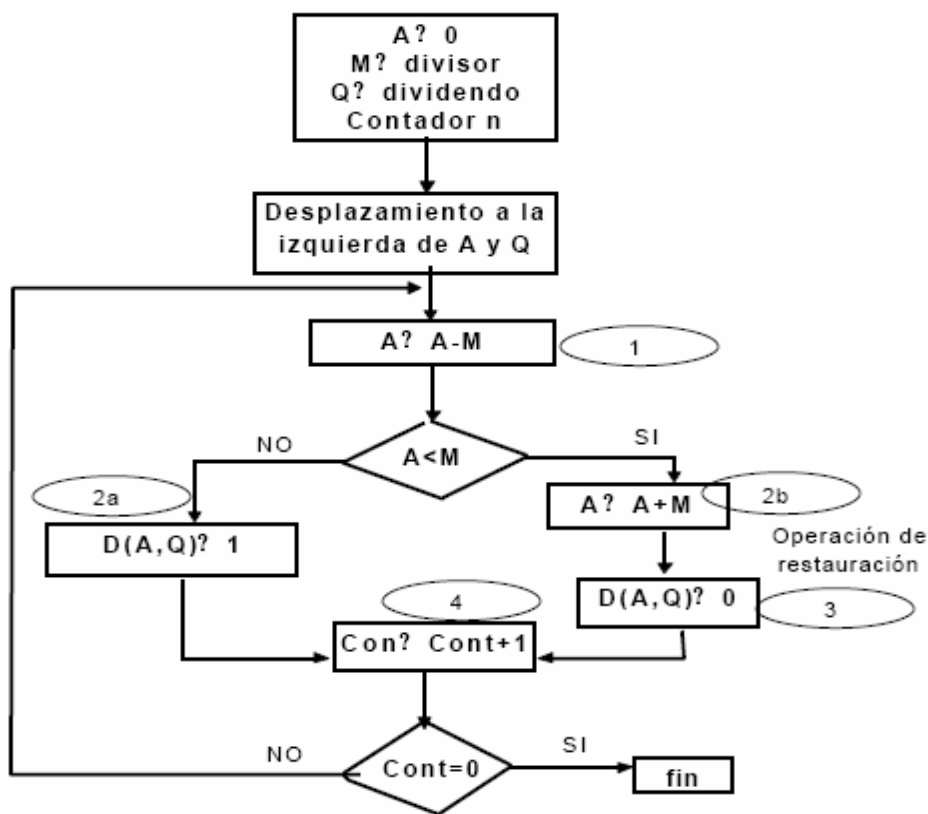 A? 0
M? divisor
Q? dividendo
Contador n
Desplazamiento a la
izquierda de A y Q
A? A-M
1
NO
A<M
SI
2a
D(A,Q)? 1
A? A+M
2b
Operación de
restauración
D(A,Q)? 0
3
4
Con? Cont+1
NO
Cont=0
SI
fin